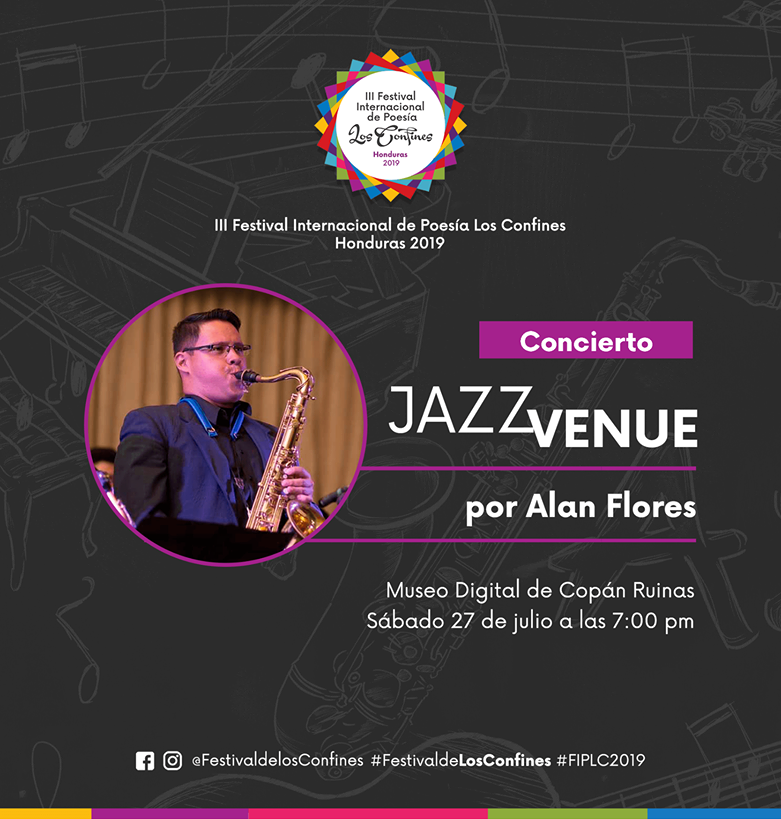 III Festival
Internacional
de Poesía
Los Confines
Honduras
2019
III Festival Internacional de Poesía Los Confines
Honduras 2019
Concierto
JAZZ VENUE
por Alan Flores
Museo Digital de Copán Ruinas
Sábado 27 de julio a las 7:00 pm
@FestivaldelosConfines #FestivaldeLosConfines #FIPLC2019